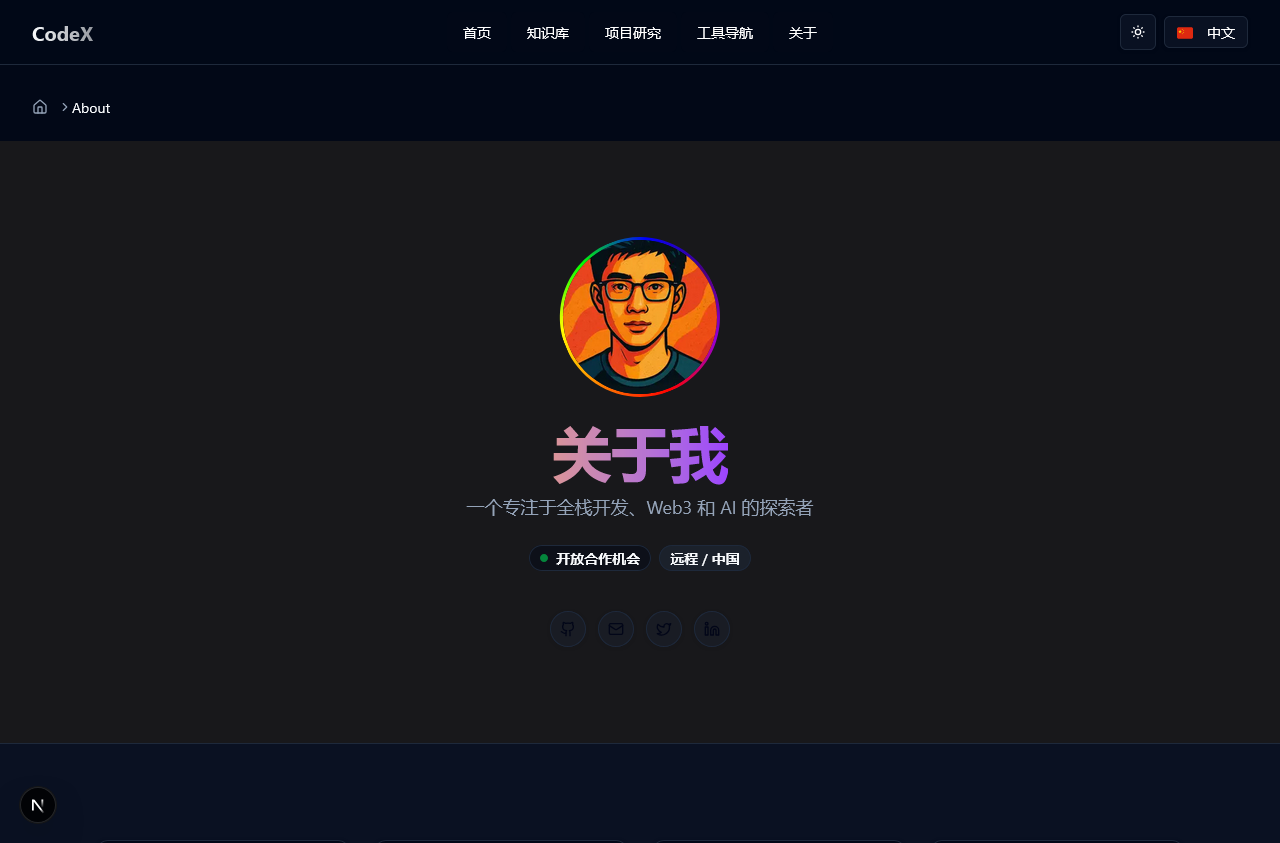 CodeX
首页 知识库 项目研究 工具导航 关于
中文
About
关于我
一个专注于全栈开发、Web3 和 AI 的探索者
开放合作机会 远程 / 中国
N